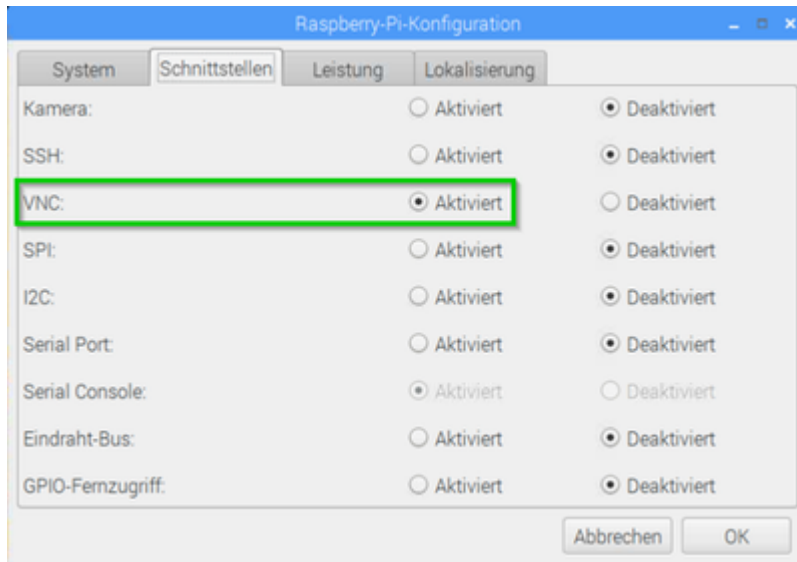 Raspberry-Pi-Konfiguration
System Schnittstellen Leistung Lokalisierung
Kamera: Aktiviert Deaktiviert
SSH: Aktiviert Deaktiviert
VNC: Aktiviert Deaktiviert
SPI: Aktiviert Deaktiviert
I2C: Aktiviert Deaktiviert
Serial Port: Aktiviert Deaktiviert
Serial Console: Aktiviert Deaktiviert
Eindraht-Bus: Aktiviert Deaktiviert
GPIO-Fernzugriff: Aktiviert Deaktiviert
Abbrechen OK